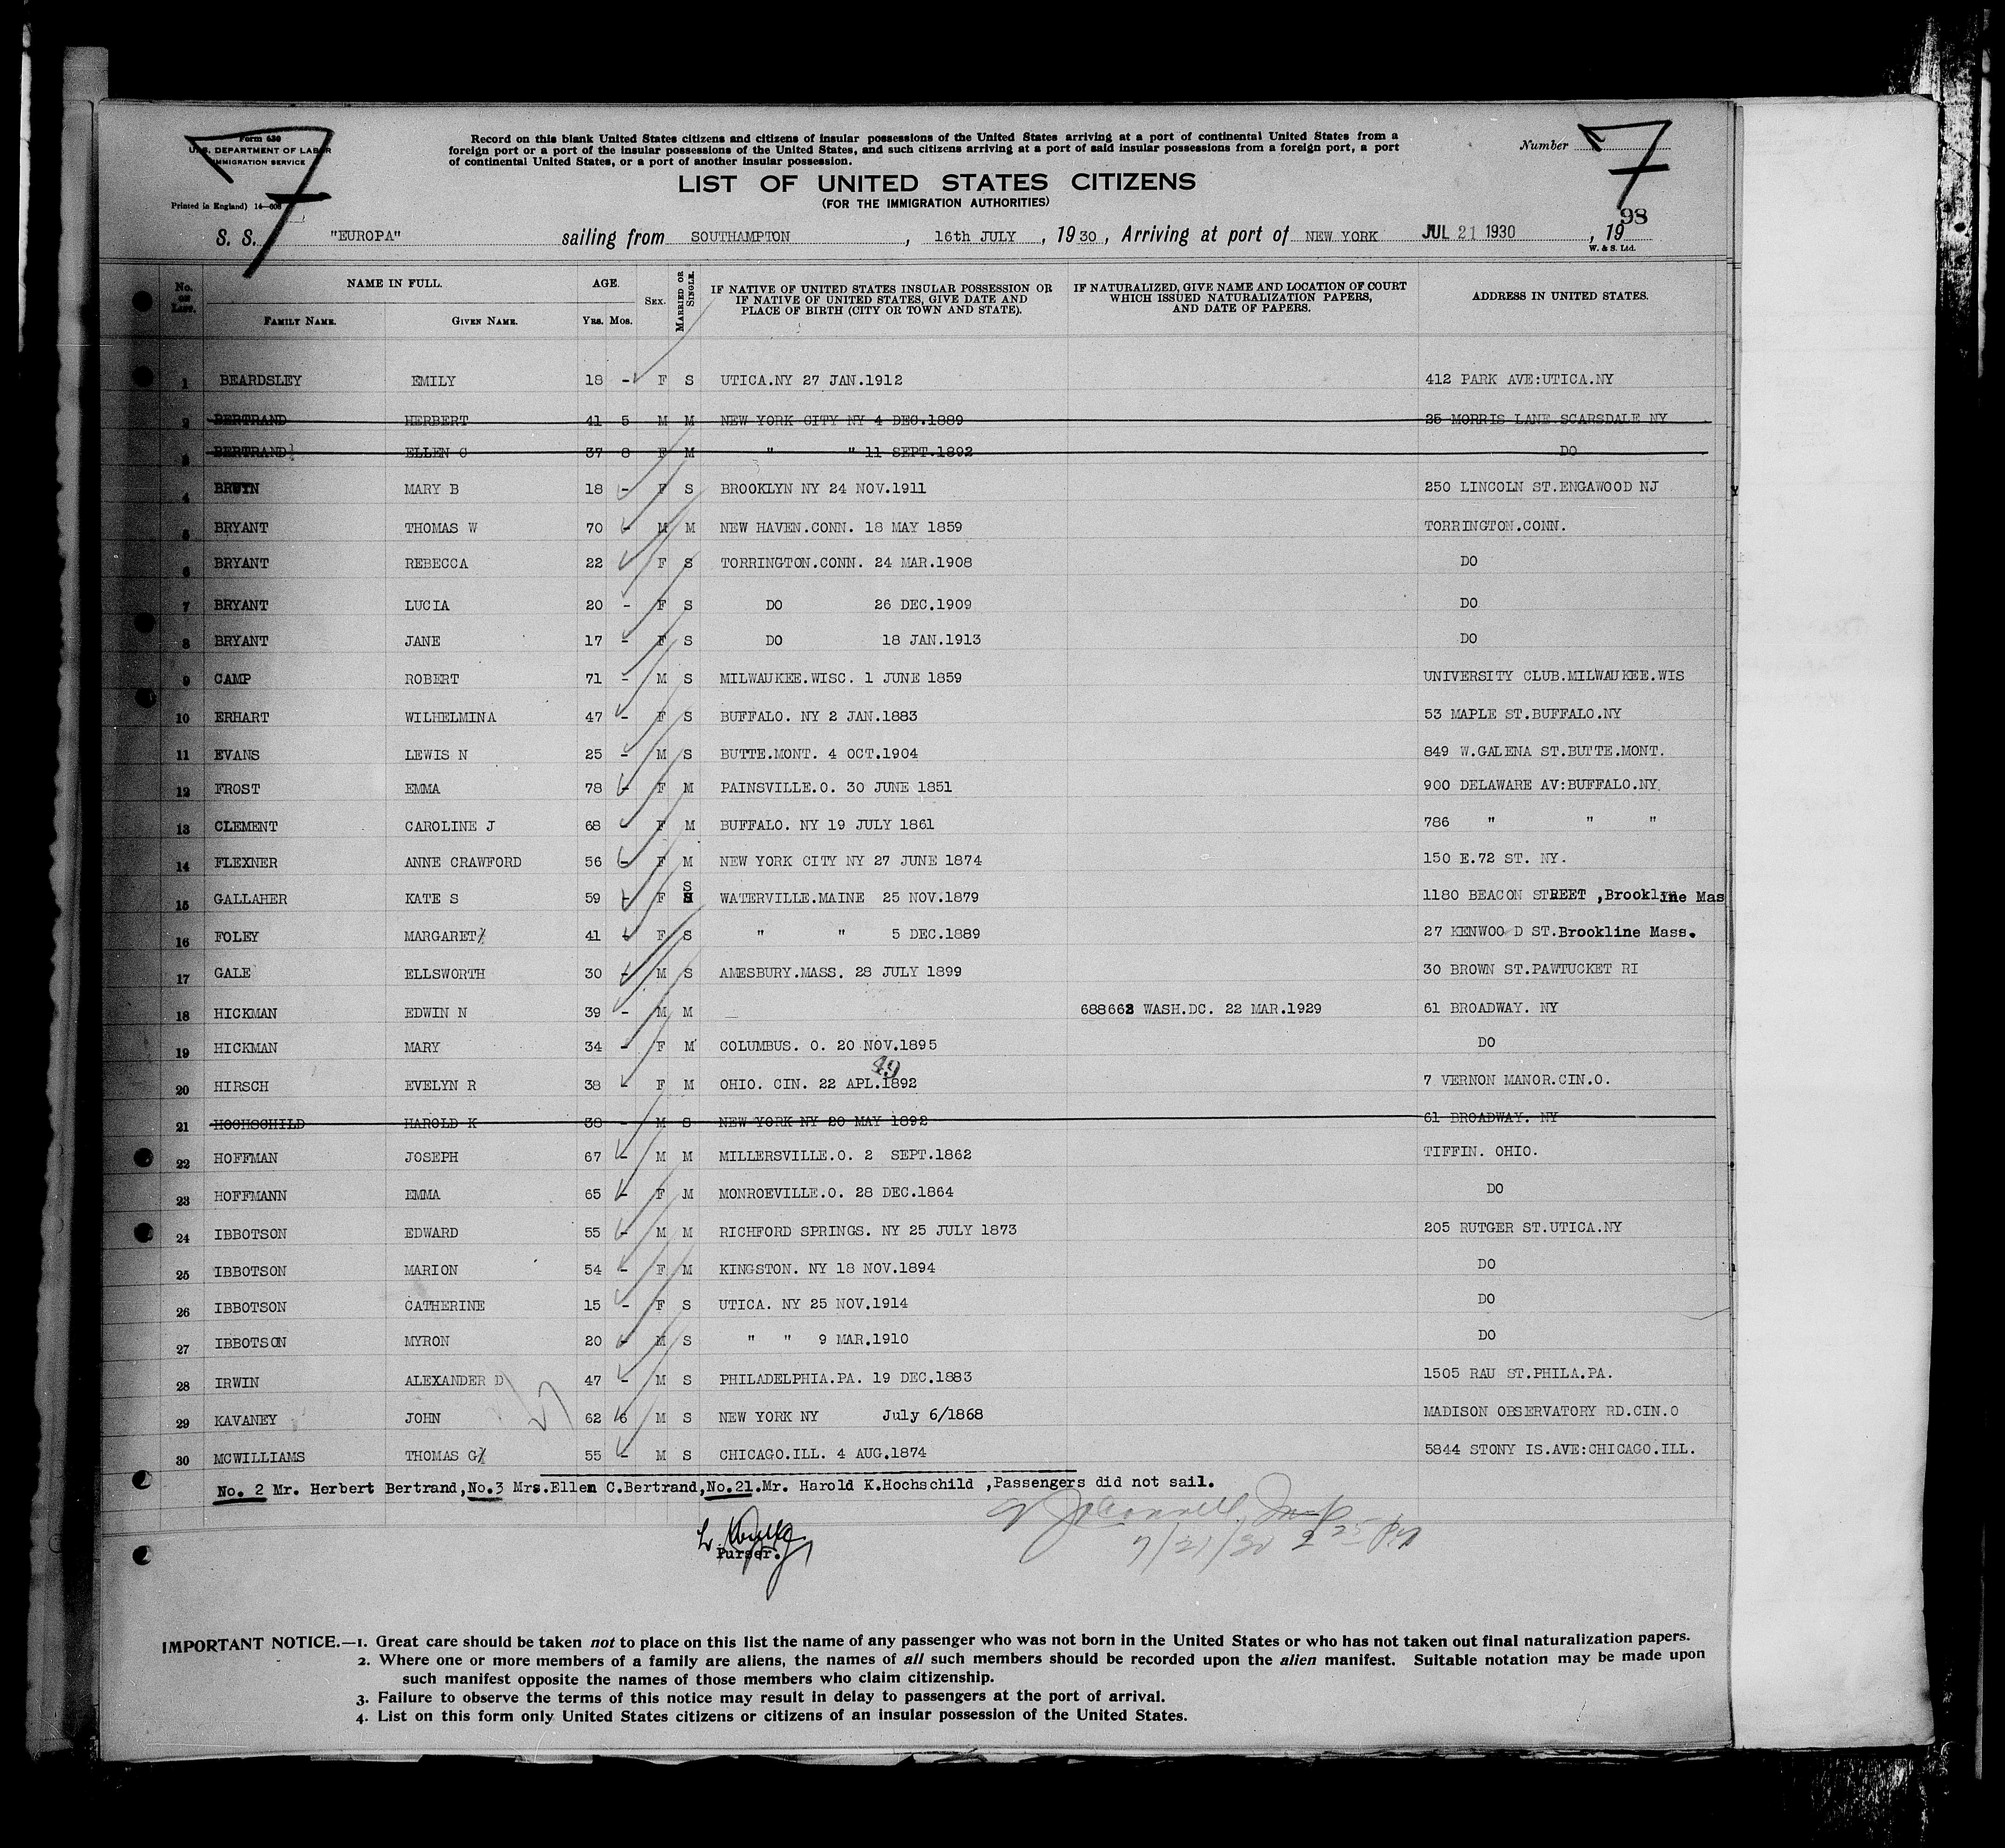 Form 630
U.S. DEPARTMENT OF LABOR
IMMIGRATION SERVICE
Printed in England) 14-606
7
Record on this blank United States citizens and citizens of insular possessions of the United States arriving at a port of continental United States from a
foreign port or a port of the insular possessions of the United States, and such citizens arriving at a port of said insular possessions from a foreign port, a port
of continental United States, or a port of another insular possession.
Number 7
LIST OF UNITED STATES CITIZENS
(FOR THE IMMIGRATION AUTHORITIES)
98
S. S. "EUROPA" sailing from SOUTHAMPTON, 16th JULY, 1930, Arriving at port of NEW YORK JUL 21 1930, 19
W. & S. Ltd.
No. on List. NAME IN FULL. AGE. Sex. Married or Single. IF NATIVE OF UNITED STATES INSULAR POSSESSION OR IF NATIVE OF UNITED STATES, GIVE DATE AND PLACE OF BIRTH (CITY OR TOWN AND STATE). IF NATURALIZED, GIVE NAME AND LOCATION OF COURT WHICH ISSUED NATURALIZATION PAPERS, AND DATE OF PAPERS. ADDRESS IN UNITED STATES.
Family Name. Given Name. Yrs. Mos.
1 BEARDSLEY EMILY 18 - F S UTICA.NY 27 JAN.1912 412 PARK AVE:UTICA.NY
2 BERTRAND HERBERT 41 5 M M NEW YORK CITY NY 4 DEC.1889 25 MORRIS LANE SCARSDALE NY
3 BERTRAND ELLEN C 37 8 F M " " 11 SEPT.1892 DO
4 BRUYN MARY B 18 - F S BROOKLYN NY 24 NOV.1911 250 LINCOLN ST.ENGAWOOD NJ
5 BRYANT THOMAS W 70 - M M NEW HAVEN.CONN. 18 MAY 1859 TORRINGTON.CONN.
6 BRYANT REBECCA 22 F S TORRINGTON.CONN. 24 MAR.1908 DO
7 BRYANT LUCIA 20 - F S DO 26 DEC.1909 DO
8 BRYANT JANE 17 - F S DO 18 JAN.1913 DO
9 CAMP ROBERT 71 - M S MILWAUKEE.WISC. 1 JUNE 1859 UNIVERSITY CLUB.MILWAUKEE.WIS
10 ERHART WILHELMINA 47 - F S BUFFALO. NY 2 JAN.1883 53 MAPLE ST.BUFFALO.NY
11 EVANS LEWIS N 25 - M S BUTTE.MONT. 4 OCT.1904 849 W.GALENA ST.BUTTE.MONT.
12 FROST EMMA 78 - F M PAINSVILLE.O. 30 JUNE 1851 900 DELAWARE AV:BUFFALO.NY
13 CLEMENT CAROLINE J 68 - F M BUFFALO. NY 19 JULY 1861 786 " " "
14 FLEXNER ANNE CRAWFORD 56 - F M NEW YORK CITY NY 27 JUNE 1874 150 E.72 ST. NY.
15 GALLAHER KATE S 59 - F S WATERVILLE.MAINE 25 NOV.1879 1180 BEACON STREET ,Brookline Mas
16 FOLEY MARGARET 41 - F S " " 5 DEC.1889 27 KENWOO D ST.Brookline Mass.
17 GALE ELLSWORTH 30 - M S AMESBURY.MASS. 28 JULY 1899 30 BROWN ST.PAWTUCKET RI
18 HICKMAN EDWIN N 39 - M M 688662 WASH.DC. 22 MAR.1929 61 BROADWAY. NY
19 HICKMAN MARY 34 - F M COLUMBUS. O. 20 NOV.1895 DO
20 HIRSCH EVELYN R 38 F M OHIO. CIN. 22 APL.1892 7 VERNON MANOR.CIN.O.
21 HOCHSCHILD HAROLD K 38 - M S NEW YORK NY 20 MAY 1892 61 BROADWAY. NY
22 HOFFMAN JOSEPH 67 - M M MILLERSVILLE.O. 2 SEPT.1862 TIFFIN. OHIO.
23 HOFFMANN EMMA 65 - F M MONROEVILLE.O. 28 DEC.1864 DO
24 IBBOTSON EDWARD 55 - M M RICHFORD SPRINGS. NY 25 JULY 1873 205 RUTGER ST.UTICA.NY
25 IBBOTSON MARION 54 - F M KINGSTON. NY 18 NOV.1894 DO
26 IBBOTSON CATHERINE 15 - F S UTICA. NY 25 NOV.1914 DO
27 IBBOTSON MYRON 20 - M S " " 9 MAR.1910 DO
28 IRWIN ALEXANDER D 47 - M S PHILADELPHIA.PA. 19 DEC.1883 1505 RAU ST.PHILA.PA.
29 KAVANEY JOHN 62 6 M S NEW YORK NY July 6/1868 MADISON OBSERVATORY RD.CIN.O
30 MCWILLIAMS THOMAS G 55 - M S CHICAGO.ILL. 4 AUG.1874 5844 STONY IS.AVE:CHICAGO.ILL.
No. 2 Mr. Herbert Bertrand,No.3 Mrs.Ellen C.Bertrand,No.21.Mr. Harold K.Hochschild ,Passengers did not sail.
Purser.
7/21/30
IMPORTANT NOTICE.—1. Great care should be taken not to place on this list the name of any passenger who was not born in the United States or who has not taken out final naturalization papers.
2. Where one or more members of a family are aliens, the names of all such members should be recorded upon the alien manifest. Suitable notation may be made upon
such manifest opposite the names of those members who claim citizenship.
3. Failure to observe the terms of this notice may result in delay to passengers at the port of arrival.
4. List on this form only United States citizens or citizens of an insular possession of the United States.